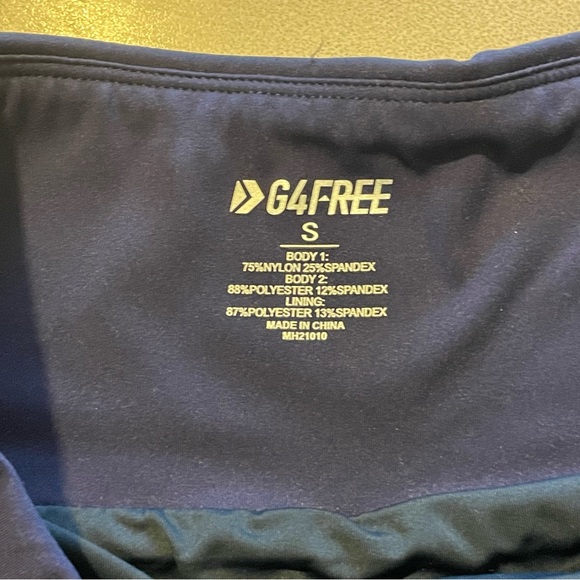 G4FREE
S
BODY 1:
75%NYLON 25%SPANDEX
BODY 2:
88%POLYESTER 12%SPANDEX
LINING:
87%POLYESTER 13%SPANDEX
MADE IN CHINA
MH21010